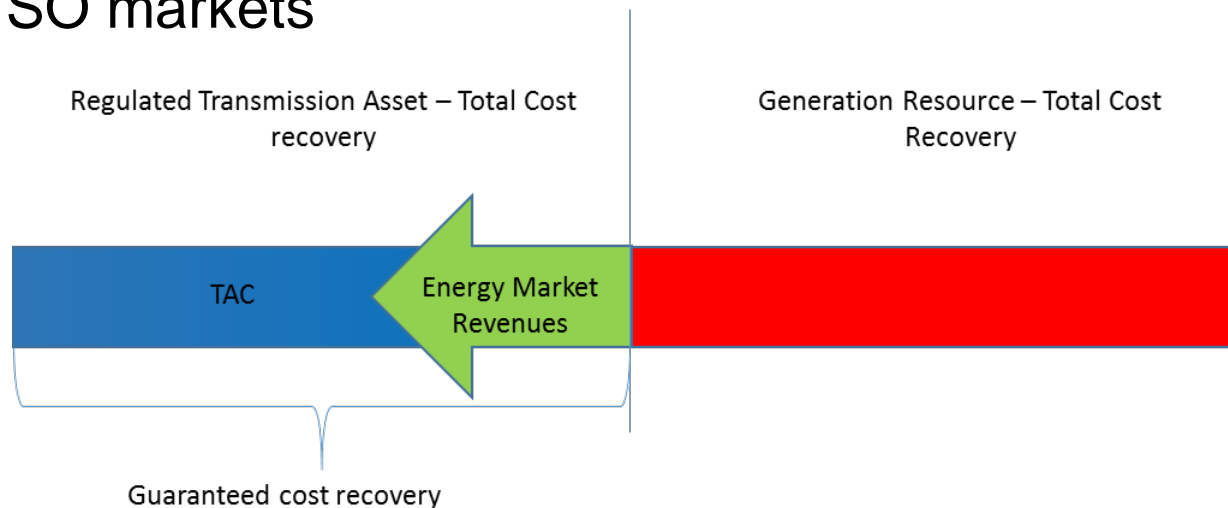 SO markets
Regulated Transmission Asset – Total Cost
recovery
Generation Resource – Total Cost
Recovery
TAC
Energy Market
Revenues
Guaranteed cost recovery